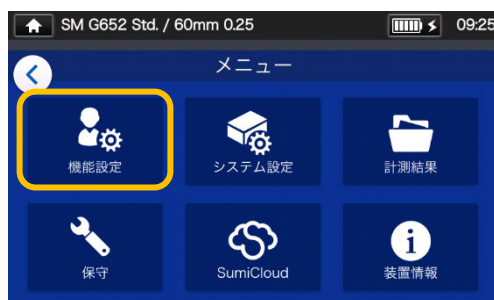 SM G652 Std. / 60mm 0.25
09:25
メニュー
機能設定
システム設定
計測結果
保守
SumiCloud
装置情報